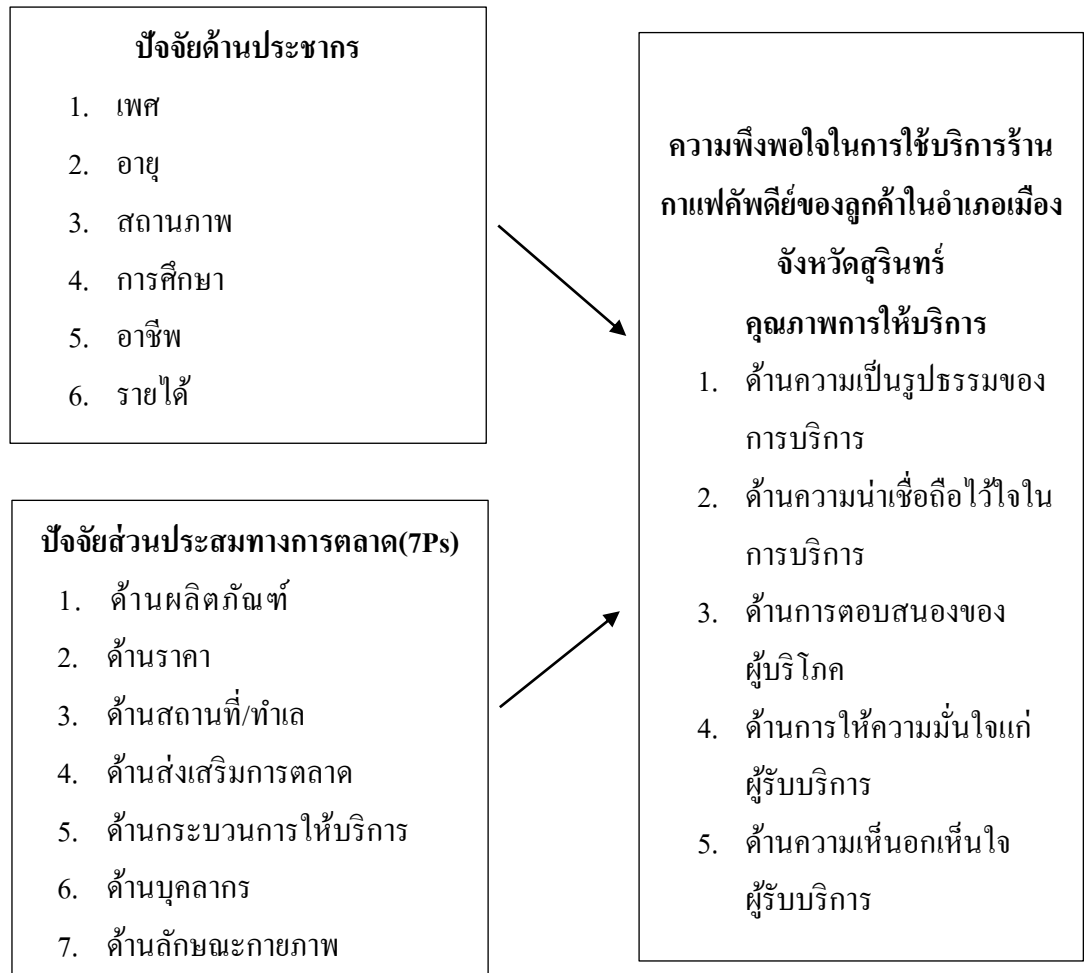 ปัจจัยด้านประชากร
1. เพศ
2. อายุ
3. สถานภาพ
4. การศึกษา
5. อาชีพ
6. รายได้
ปัจจัยส่วนประสมทางการตลาด(7Ps)
1. ด้านผลิตภัณฑ์
2. ด้านราคา
3. ด้านสถานที่/ทำเล
4. ด้านส่งเสริมการตลาด
5. ด้านกระบวนการให้บริการ
6. ด้านบุคลากร
7. ด้านลักษณะกายภาพ
ความพึงพอใจในการใช้บริการร้าน
กาแฟคัพดีย์ของลูกค้าในอำเภอเมือง
จังหวัดสุรินทร์
คุณภาพการให้บริการ
1. ด้านความเป็นรูปธรรมของ
การบริการ
2. ด้านความน่าเชื่อถือไว้ใจใน
การบริการ
3. ด้านการตอบสนองของ
ผู้บริโภค
4. ด้านการให้ความมั่นใจแก่
ผู้รับบริการ
5. ด้านความเห็นอกเห็นใจ
ผู้รับบริการ